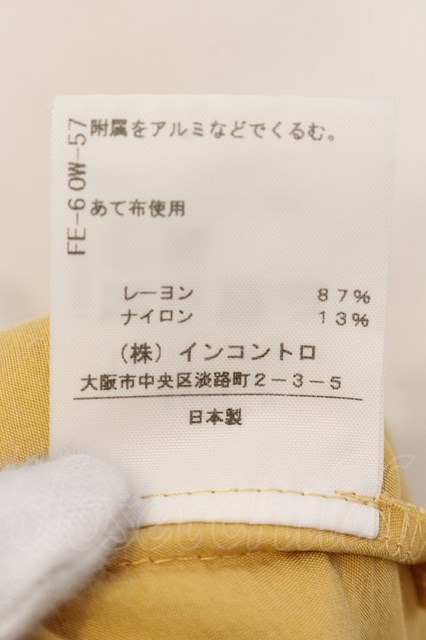 附属をアルミなどでくるむ。
FE-60W-57
あて布使用
レーヨン 87%
ナイロン 13%
(株)インコントロ
大阪市中央区淡路町2-3-5
日本製